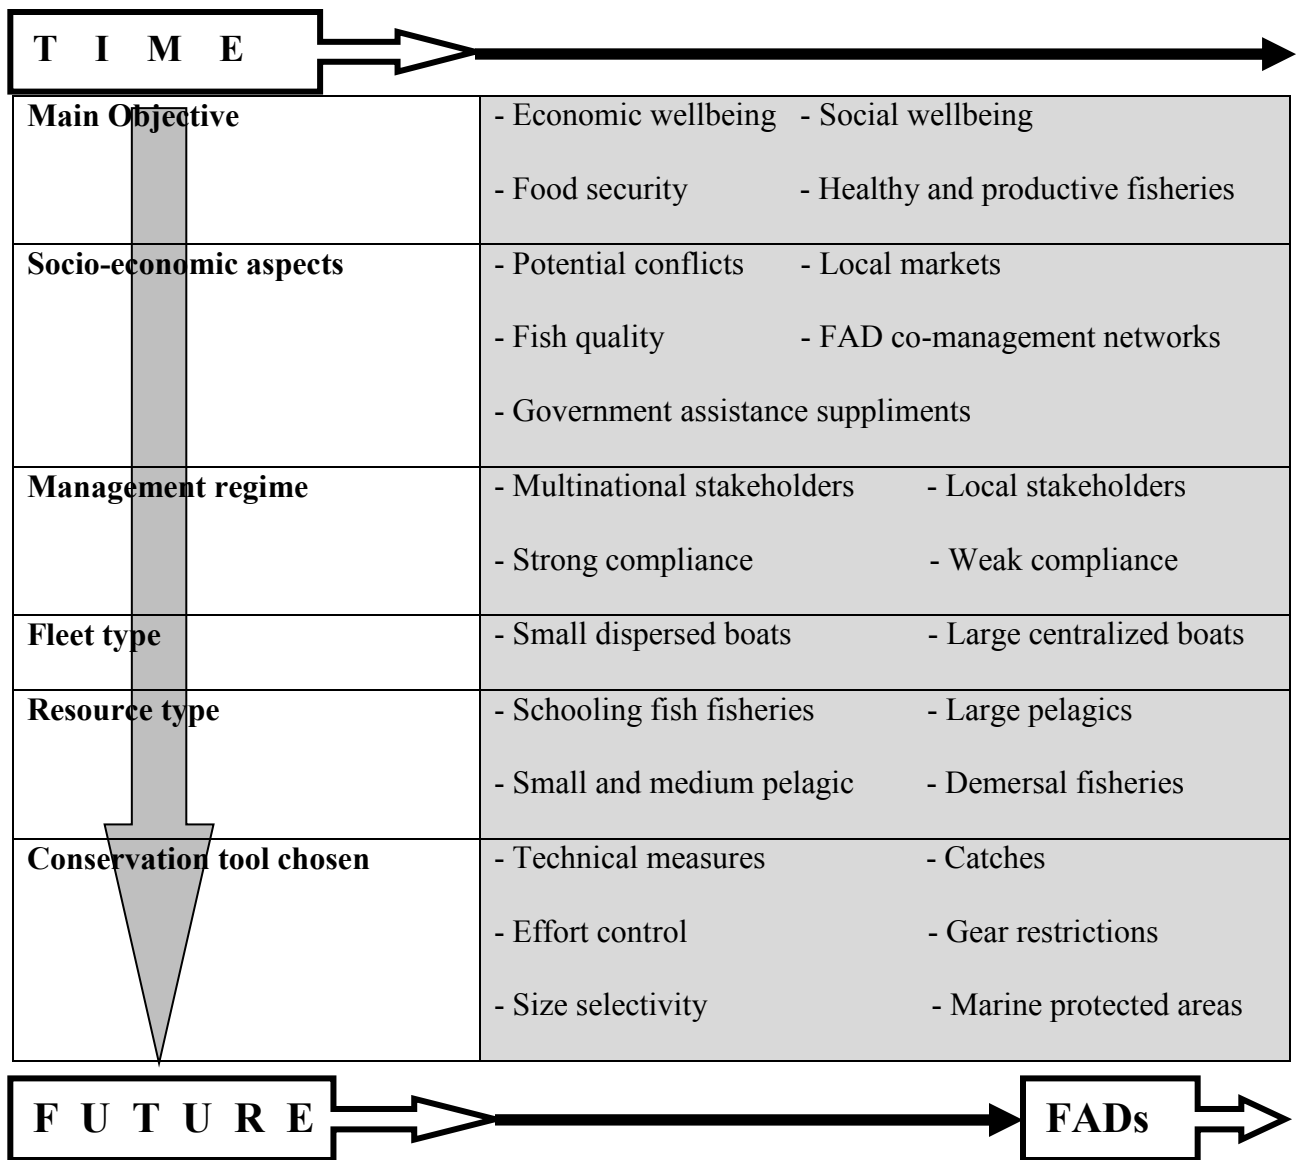 T I M E
Main Objective - Economic wellbeing - Social wellbeing
- Food security - Healthy and productive fisheries
Socio-economic aspects - Potential conflicts - Local markets
- Fish quality - FAD co-management networks
- Government assistance suppliments
Management regime - Multinational stakeholders - Local stakeholders
- Strong compliance - Weak compliance
Fleet type - Small dispersed boats - Large centralized boats
Resource type - Schooling fish fisheries - Large pelagics
- Small and medium pelagic - Demersal fisheries
Conservation tool chosen - Technical measures - Catches
- Effort control - Gear restrictions
- Size selectivity - Marine protected areas
F U T U R E FADs